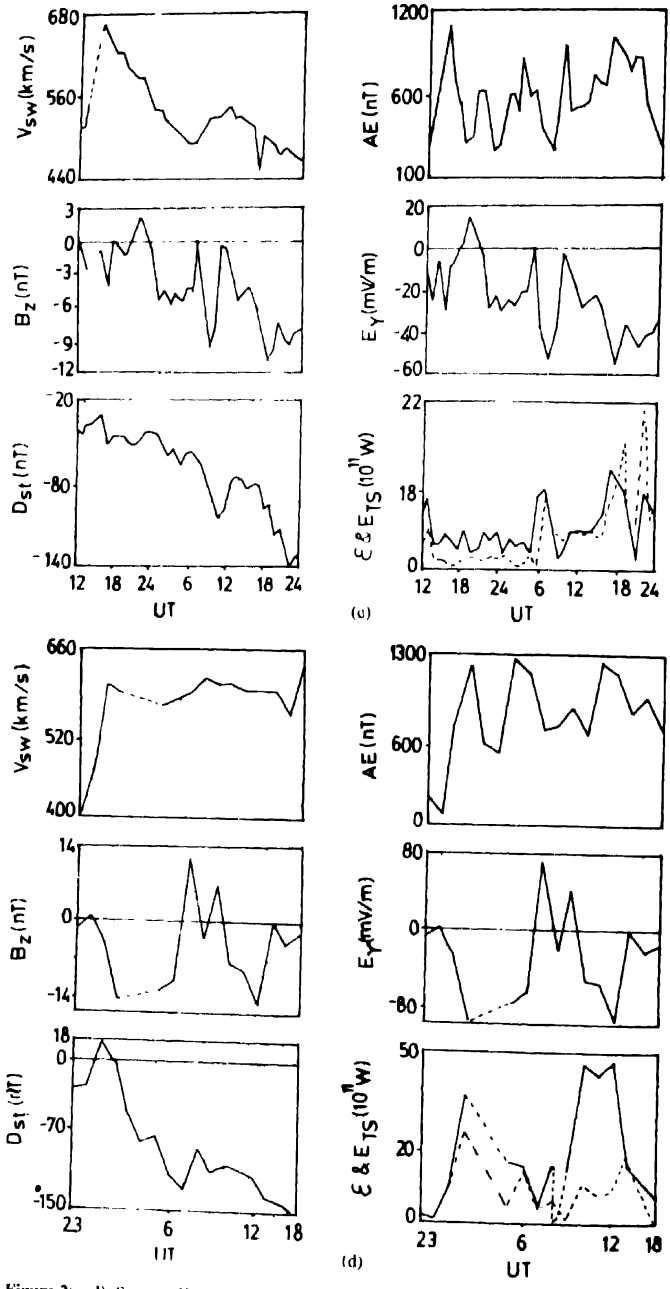 680
560
440
V_sw (km/s)
3
0
-3
-6
-9
-12
B_z (nT)
-20
-80
-140
D_st (nT)
12 18 24 6 12 18 24
UT
1200
600
100
AE (nT)
20
0
-20
-40
-60
E_Y (mV/m)
22
18
0
ε & E_TS (10^11 W)
12 18 24 6 12 18 24
UT
660
520
400
V_sw (km/s)
14
0
-14
B_z (nT)
18
0
-70
-150
D_st (nT)
23 6 12 18
UT
1300
600
0
AE (nT)
80
0
-80
E_Y (mV/m)
50
20
0
ε & E_TS (10^11 W)
23 6 12 18
UT
(d)